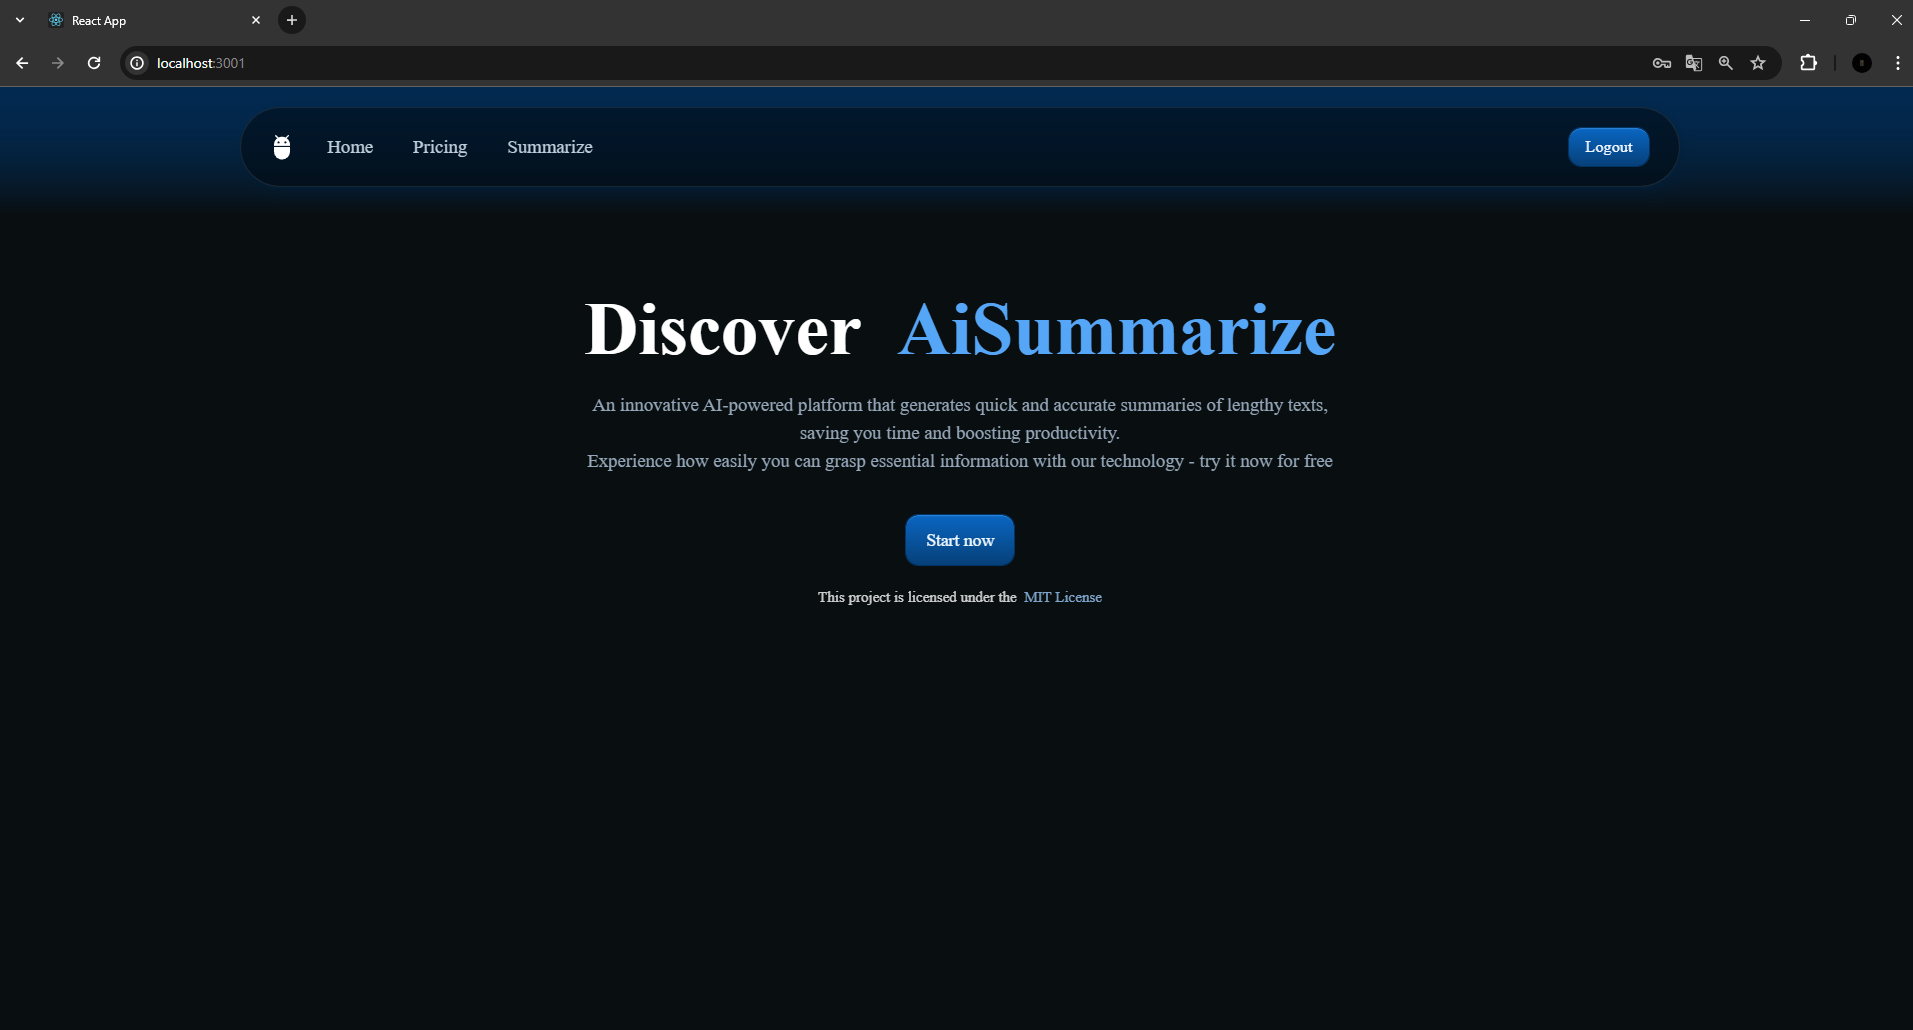 React App
localhost:3001
Home Pricing Summarize Logout
Discover AiSummarize
An innovative AI-powered platform that generates quick and accurate summaries of lengthy texts,
saving you time and boosting productivity.
Experience how easily you can grasp essential information with our technology - try it now for free
Start now
This project is licensed under the MIT License